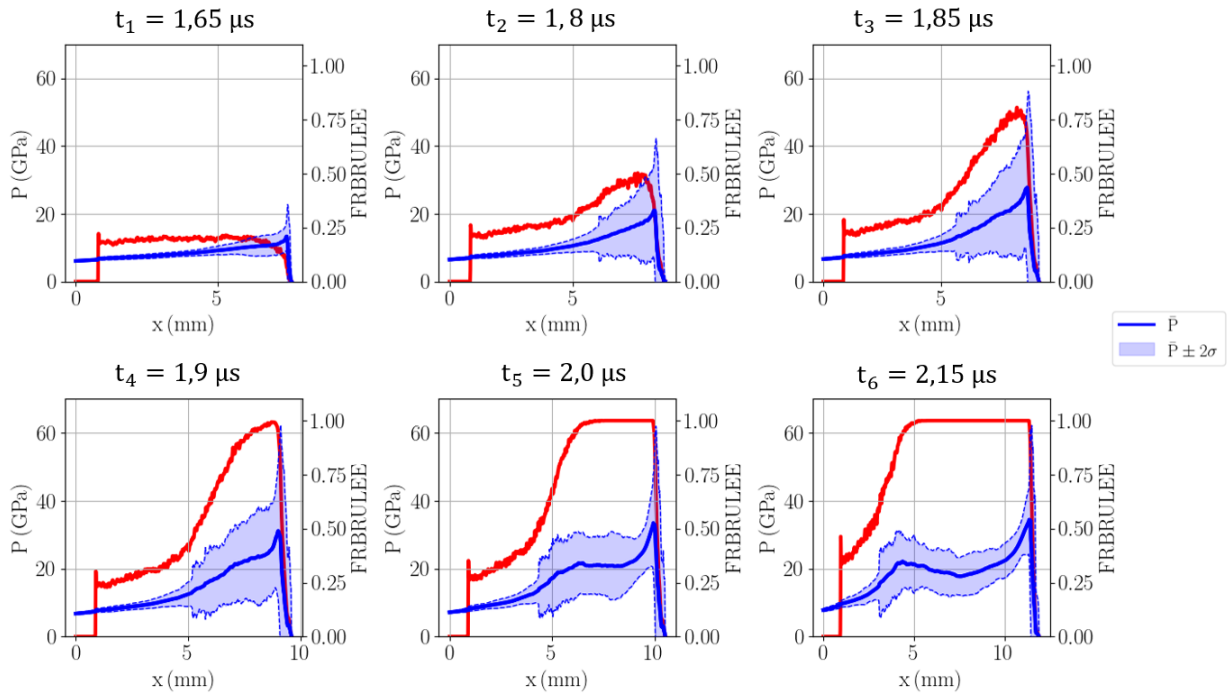 t₁ = 1,65 μs
t₂ = 1,8 μs
t₃ = 1,85 μs
P (GPa)
60
40
20
0
1.00
0.75
0.50
0.25
0.00
FRBRULEE
0
5
x (mm)
P (GPa)
60
40
20
0
1.00
0.75
0.50
0.25
0.00
FRBRULEE
0
5
x (mm)
P (GPa)
60
40
20
0
1.00
0.75
0.50
0.25
0.00
FRBRULEE
0
5
x (mm)
P̄
P̄ ± 2σ
t₄ = 1,9 μs
t₅ = 2,0 μs
t₆ = 2,15 μs
P (GPa)
60
40
20
0
1.00
0.75
0.50
0.25
0.00
FRBRULEE
0
5
10
x (mm)
P (GPa)
60
40
20
0
1.00
0.75
0.50
0.25
0.00
FRBRULEE
0
5
10
x (mm)
P (GPa)
60
40
20
0
1.00
0.75
0.50
0.25
0.00
FRBRULEE
0
5
10
x (mm)